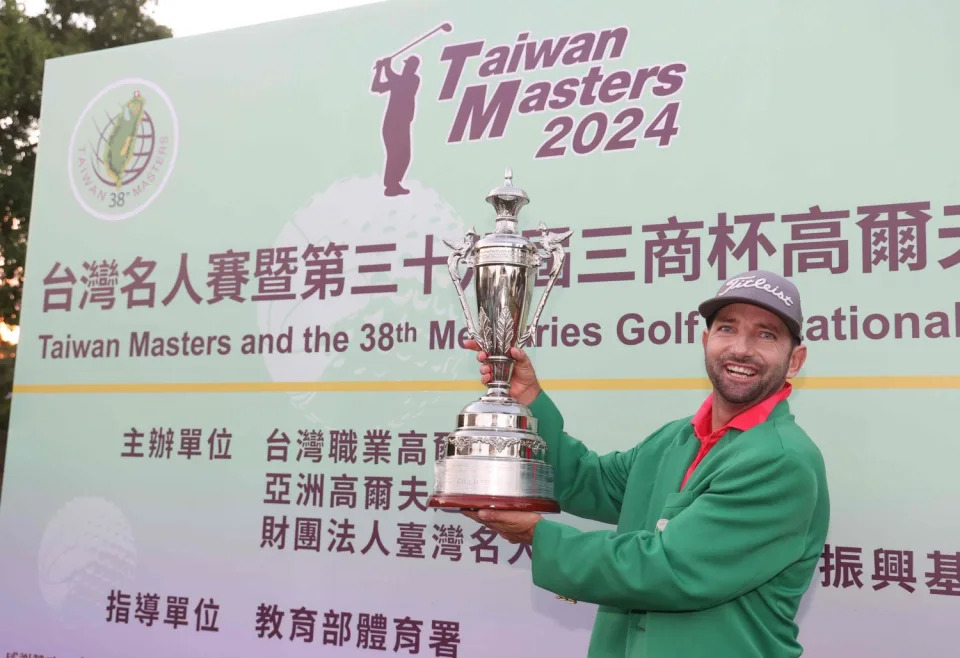 Taiwan
Masters
2024
TAIWAN MASTERS
38th
台灣名人賽暨第三十 三商杯高爾夫
Taiwan Masters and the 38th Me ries Golf national
Titleist
主辦單位 台灣職業高
亞洲高爾夫
財團法人臺灣名 振興基
指導單位 教育部體育署